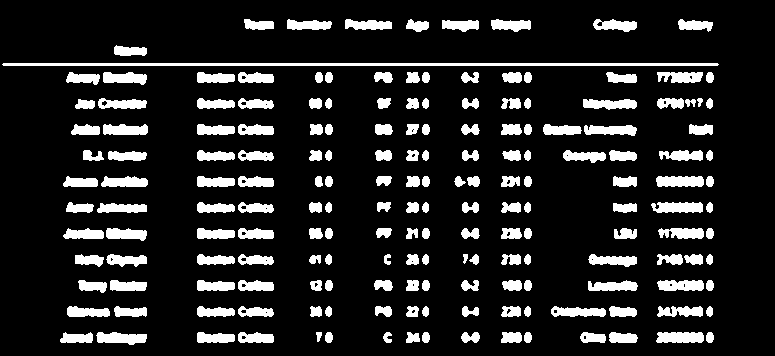 Team Number Position Age Height Weight College Salary
Name
Avery Bradley Boston Celtics 0.0 PG 25.0 6-2 180.0 Texas 7730337.0
Jae Crowder Boston Celtics SF 25.0 6-6 235.0 Marquette 6796117.0
John Holland Boston Celtics 30.0 SG 27.0 6-5 205.0 Boston University NaN
R.J. Hunter Boston Celtics 28.0 SG 22.0 6-5 185.0 Georgia State 1148640.0
Jonas Jerebko Boston Celtics 8.0 PF 29.0 6-10 231.0 NaN 5000000.0
Amir Johnson Boston Celtics 90.0 PF 29.0 6-9 240.0 NaN 12000000.0
Jordan Mickey Boston Celtics 55.0 PF 21.0 6-8 235.0 LSU 1170960.0
Kelly Olynyk Boston Celtics 41.0 C 25.0 7-0 238.0 Gonzaga 2165160.0
Terry Rozier Boston Celtics 12.0 PG 22.0 6-2 190.0 Louisville 1824360.0
Marcus Smart Boston Celtics 36.0 PG 22.0 6-4 220.0 Oklahoma State 3431040.0
Jared Sullinger Boston Celtics 7.0 C 24.0 6-9 260.0 Ohio State 2569260.0